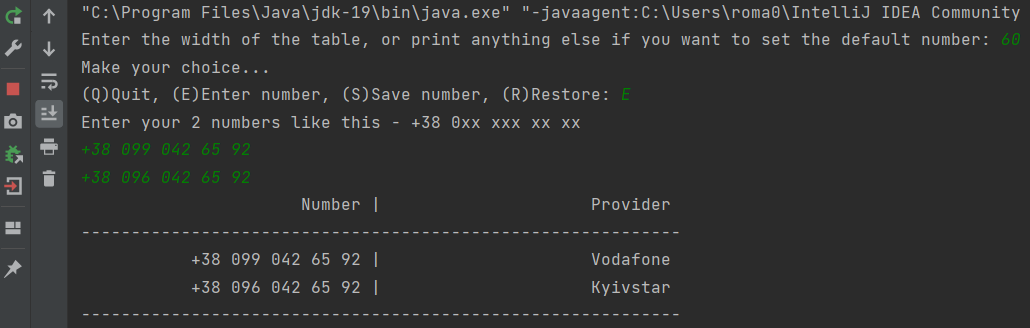 "C:\Program Files\Java\jdk-19\bin\java.exe" "-javaagent:C:\Users\roma0\IntelliJ IDEA Community
Enter the width of the table, or print anything else if you want to set the default number: 60
Make your choice...
(Q)Quit, (E)Enter number, (S)Save number, (R)Restore: E
Enter your 2 numbers like this - +38 0xx xxx xx xx
+38 099 042 65 92
+38 096 042 65 92
Number | Provider
------------------------------------------------------------
+38 099 042 65 92 | Vodafone
+38 096 042 65 92 | Kyivstar
------------------------------------------------------------